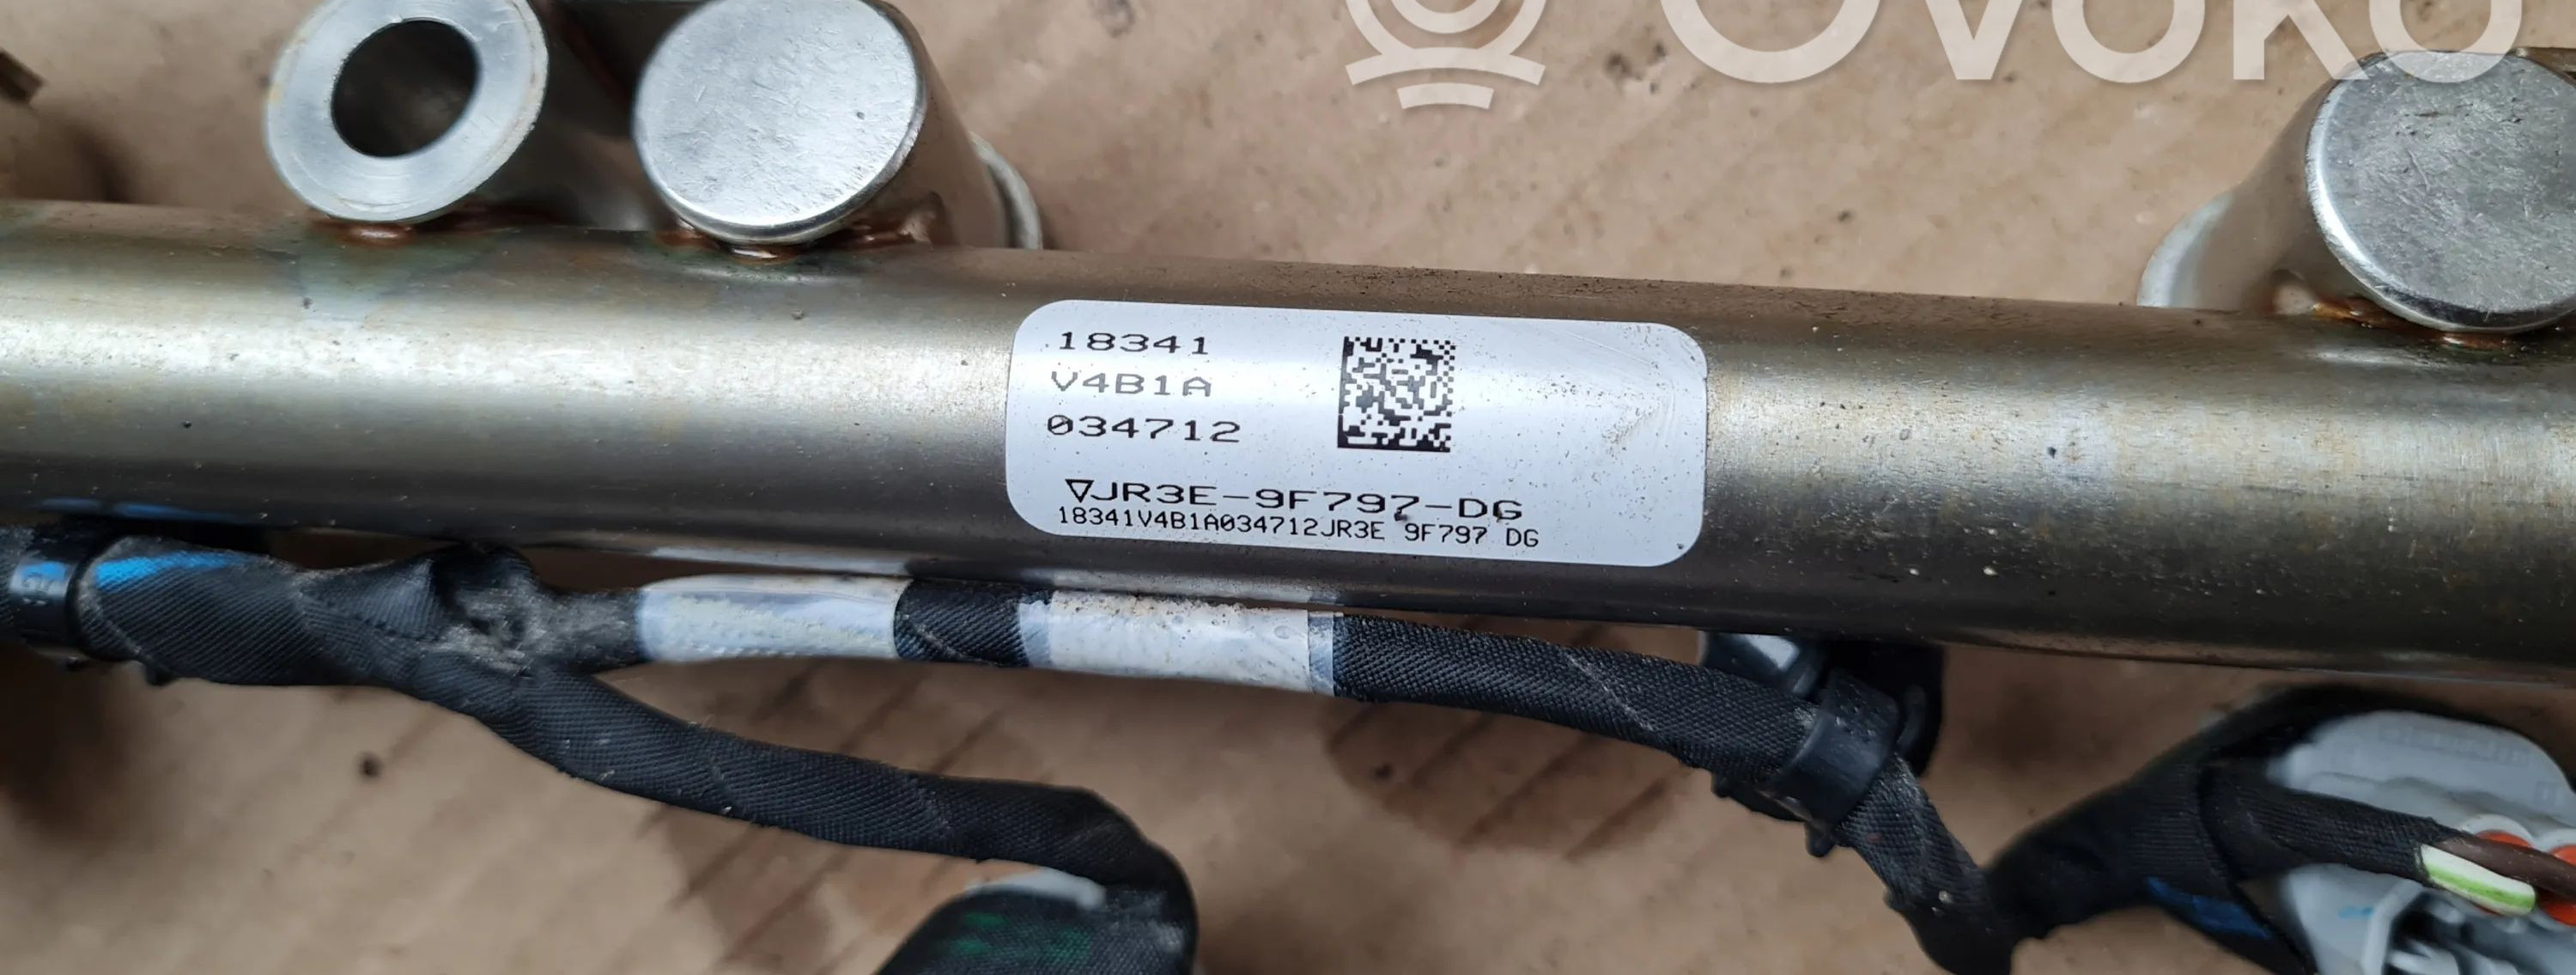 OVOKO
18341
V4B1A
034712
▽JR3E-9F797-DG
18341V4B1A034712JR3E 9F797 DG